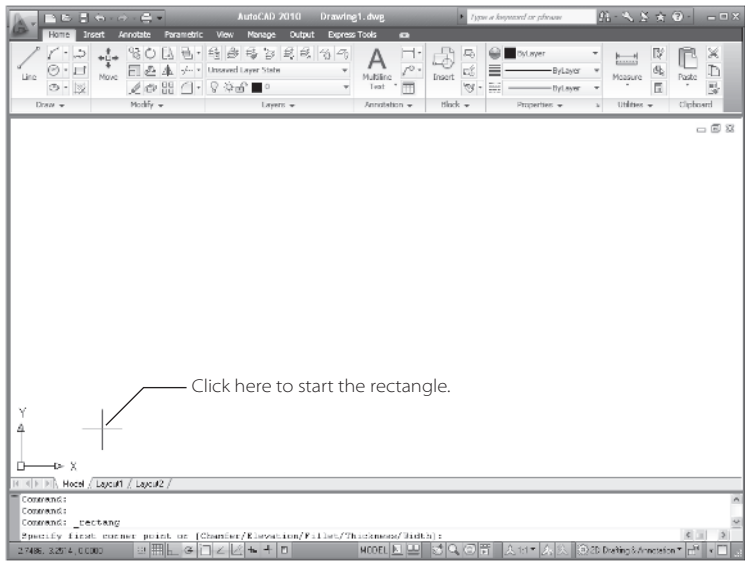 AutoCAD 2010 Drawing1.dwg Type a keyword or phrase
Home Insert Annotate Parametric View Manage Output Express Tools
Line Move Unsaved Layer State 0 Multiline Text Insert ByLayer ByLayer ByLayer Measure Paste
Draw Modify Layers Annotation Block Properties Utilities Clipboard
Click here to start the rectangle.
Y
X
Model / Layout1 / Layout2 /
Command:
Command:
Command: _rectang
Specify first corner point or [Chamfer/Elevation/Fillet/Thickness/Width]:
MODEL 1:1 2D Drafting & Annotation